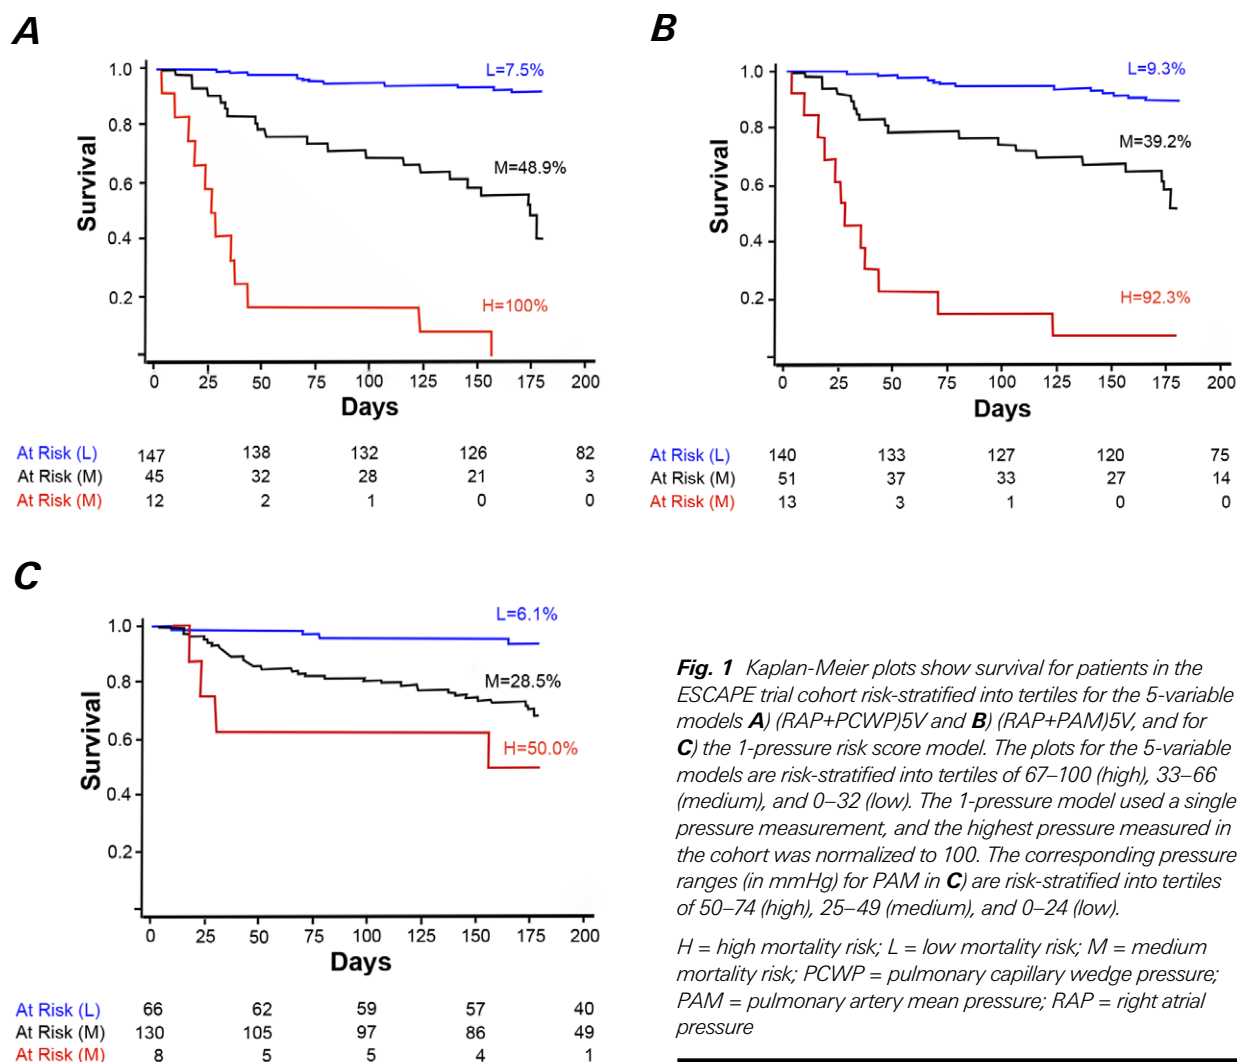 A
Survival
1.0
0.8
0.6
0.4
0.2
L=7.5%
M=48.9%
H=100%
0 25 50 75 100 125 150 175 200
Days
At Risk (L) 147 138 132 126 82
At Risk (M) 45 32 28 21 3
At Risk (M) 12 2 1 0 0
B
Survival
1.0
0.8
0.6
0.4
0.2
L=9.3%
M=39.2%
H=92.3%
0 25 50 75 100 125 150 175 200
Days
At Risk (L) 140 133 127 120 75
At Risk (M) 51 37 33 27 14
At Risk (M) 13 3 1 0 0
C
Survival
1.0
0.8
0.6
0.4
0.2
L=6.1%
M=28.5%
H=50.0%
0 25 50 75 100 125 150 175 200
Days
At Risk (L) 66 62 59 57 40
At Risk (M) 130 105 97 86 49
At Risk (M) 8 5 5 4 1
Fig. 1 Kaplan-Meier plots show survival for patients in the
ESCAPE trial cohort risk-stratified into tertiles for the 5-variable
models A) (RAP+PCWP)5V and B) (RAP+PAM)5V, and for
C) the 1-pressure risk score model. The plots for the 5-variable
models are risk-stratified into tertiles of 67–100 (high), 33–66
(medium), and 0–32 (low). The 1-pressure model used a single
pressure measurement, and the highest pressure measured in
the cohort was normalized to 100. The corresponding pressure
ranges (in mmHg) for PAM in C) are risk-stratified into tertiles
of 50–74 (high), 25–49 (medium), and 0–24 (low).
H = high mortality risk; L = low mortality risk; M = medium
mortality risk; PCWP = pulmonary capillary wedge pressure;
PAM = pulmonary artery mean pressure; RAP = right atrial
pressure